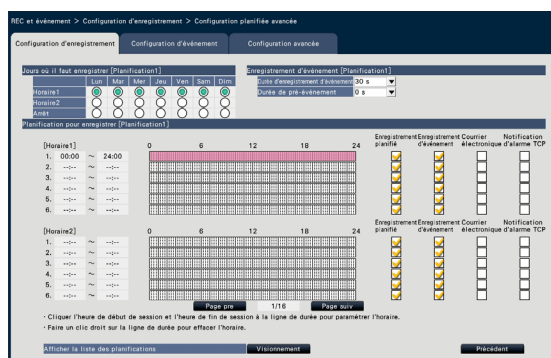 REC et événement > Configuration d'enregistrement > Configuration planifiée avancée
Configuration d'enregistrement Configuration d'événement Configuration avancée
Jours où il faut enregistrer [Planification1] Enregistrement d'événement [Planification1]
Lun Mar Mer Jeu Ven Sam Dim Durée d'enregistrement d'événement 30 s
Horaire1 Durée de pré-événement 0 s
Horaire2
Arrêt
Planification pour enregistrer [Planification1]
Enregistrement planifié Enregistrement d'événement Courrier électronique Notification d'alarme TCP
[Horaire1] 0 6 12 18 24
1. 00:00 ~ 24:00
2. --:-- ~ --:--
3. --:-- ~ --:--
4. --:-- ~ --:--
5. --:-- ~ --:--
6. --:-- ~ --:--
Enregistrement planifié Enregistrement d'événement Courrier électronique Notification d'alarme TCP
[Horaire2] 0 6 12 18 24
1. --:-- ~ --:--
2. --:-- ~ --:--
3. --:-- ~ --:--
4. --:-- ~ --:--
5. --:-- ~ --:--
6. --:-- ~ --:--
Page pre 1/16 Page suiv
· Cliquer l'heure de début de session et l'heure de fin de session à la ligne de durée pour paramétrer l'horaire.
· Faire un clic droit sur la ligne de durée pour effacer l'horaire.
Afficher la liste des planifications Visionnement Précédent